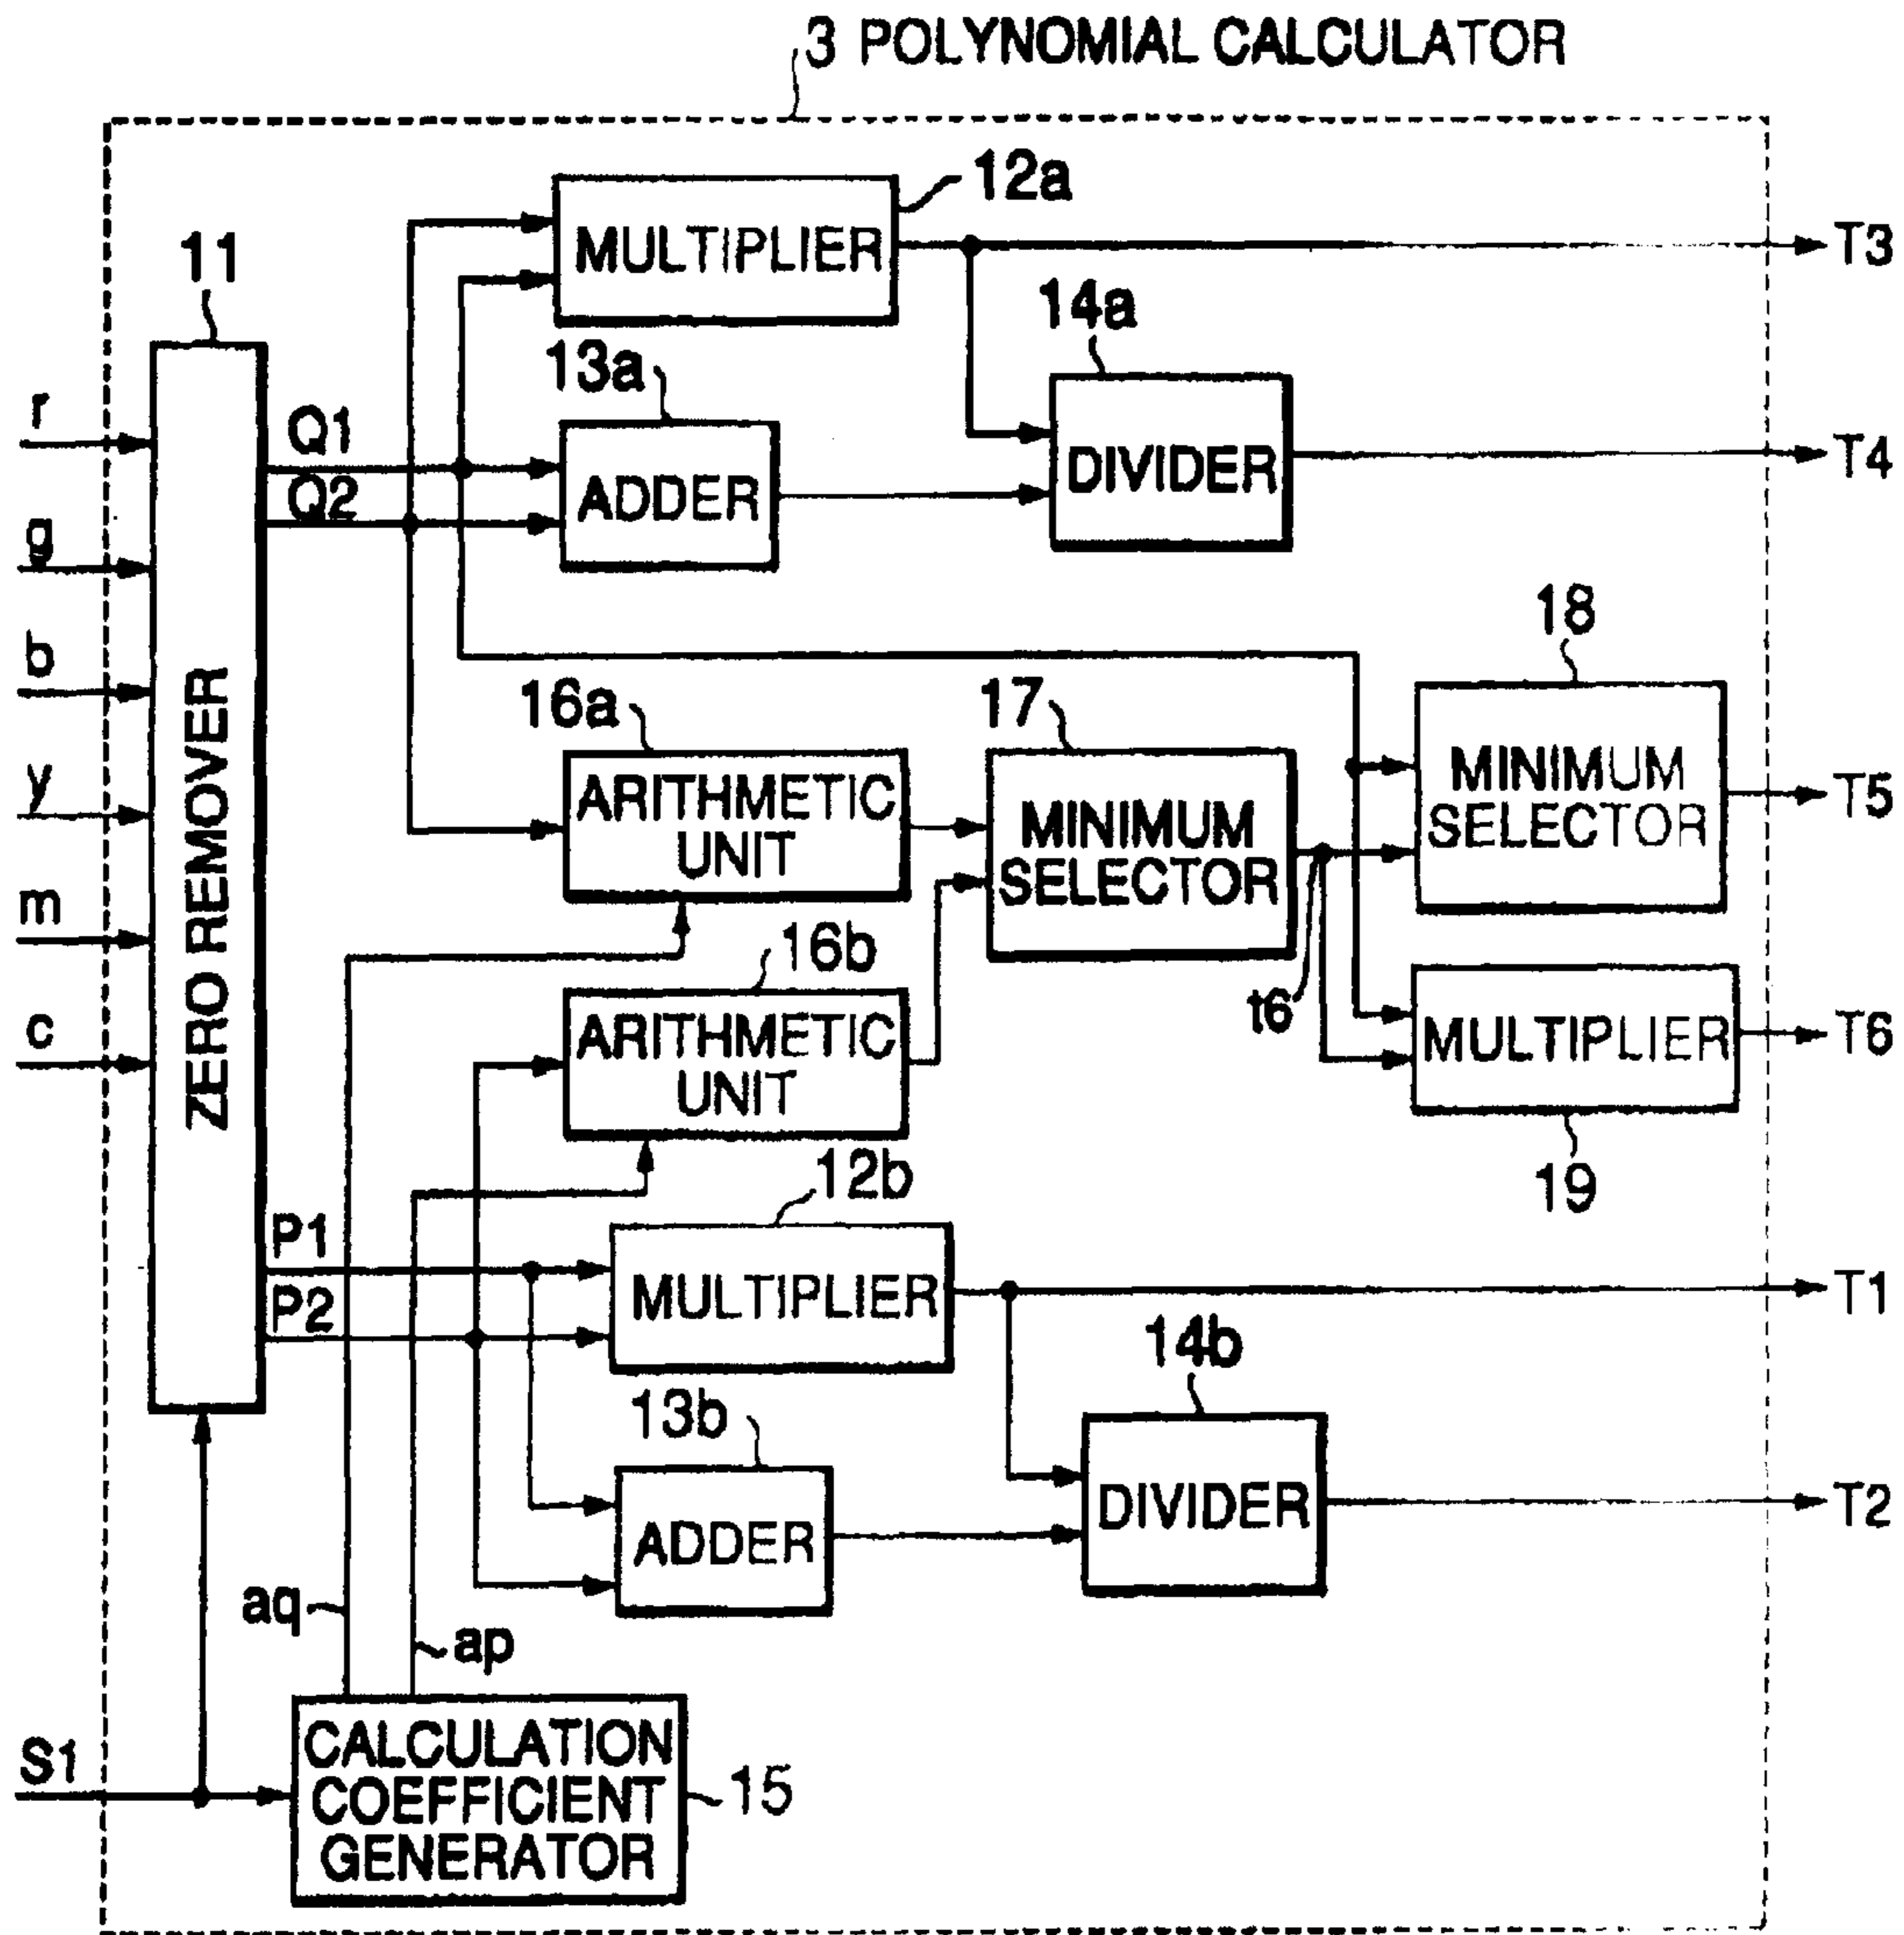 3 POLYNOMIAL CALCULATOR
12a
MULTIPLIER
T3
11
14a
13a
r
Q1
DIVIDER
T4
Q2
ADDER
g
18
b
16a
17
MINIMUM
SELECTOR
T5
y
ARITHMETIC
UNIT
MINIMUM
SELECTOR
ZERO REMOVER
m
16b
t6
c
ARITHMETIC
UNIT
MULTIPLIER
T6
12b
19
P1
MULTIPLIER
T1
P2
14b
13b
DIVIDER
T2
ADDER
aq
ap
S1
CALCULATION
COEFFICIENT
GENERATOR
15